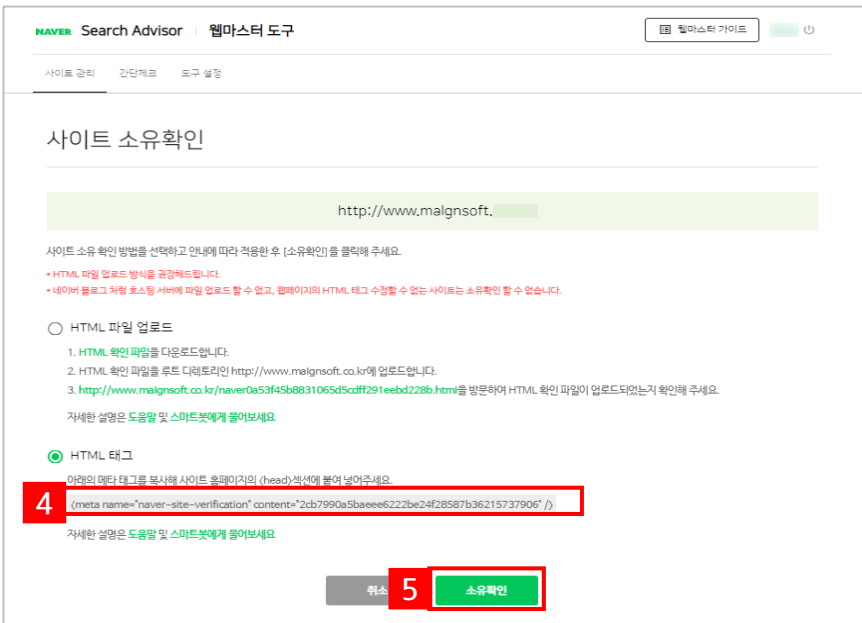 NAVER Search Advisor 웹마스터 도구
웹마스터 가이드
사이트 관리 간단체크 도구 설정
사이트 소유확인
http://www.malgnsoft.
사이트 소유 확인 방법을 선택하고 안내에 따라 적용한 후 [소유확인]을 클릭해 주세요.
* HTML 파일 업로드 방식을 권장해드립니다.
* 네이버 블로그 처럼 호스팅 서버에 파일 업로드 할 수 없고, 웹페이지의 HTML 태그 수정할 수 없는 사이트는 소유확인 할 수 없습니다.
HTML 파일 업로드
1. HTML 확인 파일을 다운로드합니다.
2. HTML 확인 파일을 루트 디렉토리인 http://www.malgnsoft.co.kr에 업로드합니다.
3. http://www.malgnsoft.co.kr/naver0a53f45b8831065d5cdff291eebd228b.html을 방문하여 HTML 확인 파일이 업로드되었는지 확인해 주세요.
자세한 설명은 도움말 및 스마트봇에게 물어보세요
HTML 태그
아래의 메타 태그를 복사해 사이트 홈페이지의 <head>섹션에 붙여 넣어주세요.
4 <meta name="naver-site-verification" content="2cb7990a5baeee6222be24f28587b36215737906" />
자세한 설명은 도움말 및 스마트봇에게 물어보세요
취소 5 소유확인